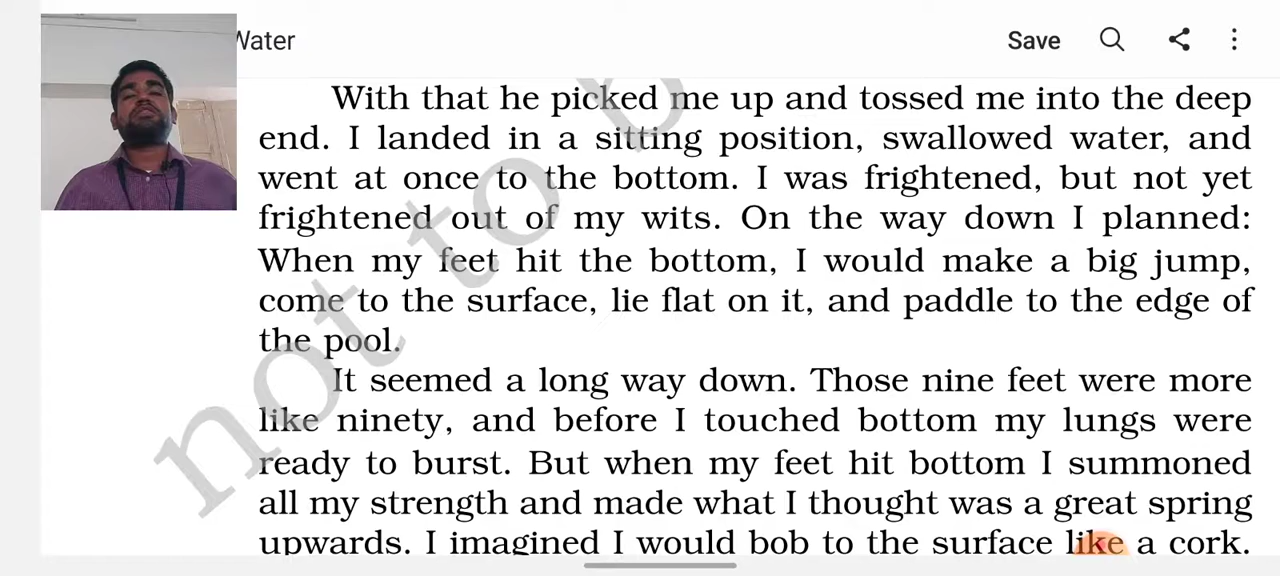 Water
Save
With that he picked me up and tossed me into the deep
end. I landed in a sitting position, swallowed water, and
went at once to the bottom. I was frightened, but not yet
frightened out of my wits. On the way down I planned:
When my feet hit the bottom, I would make a big jump,
come to the surface, lie flat on it, and paddle to the edge of
the pool.
It seemed a long way down. Those nine feet were more
like ninety, and before I touched bottom my lungs were
ready to burst. But when my feet hit bottom I summoned
all my strength and made what I thought was a great spring
upwards. I imagined I would bob to the surface like a cork.
not to b